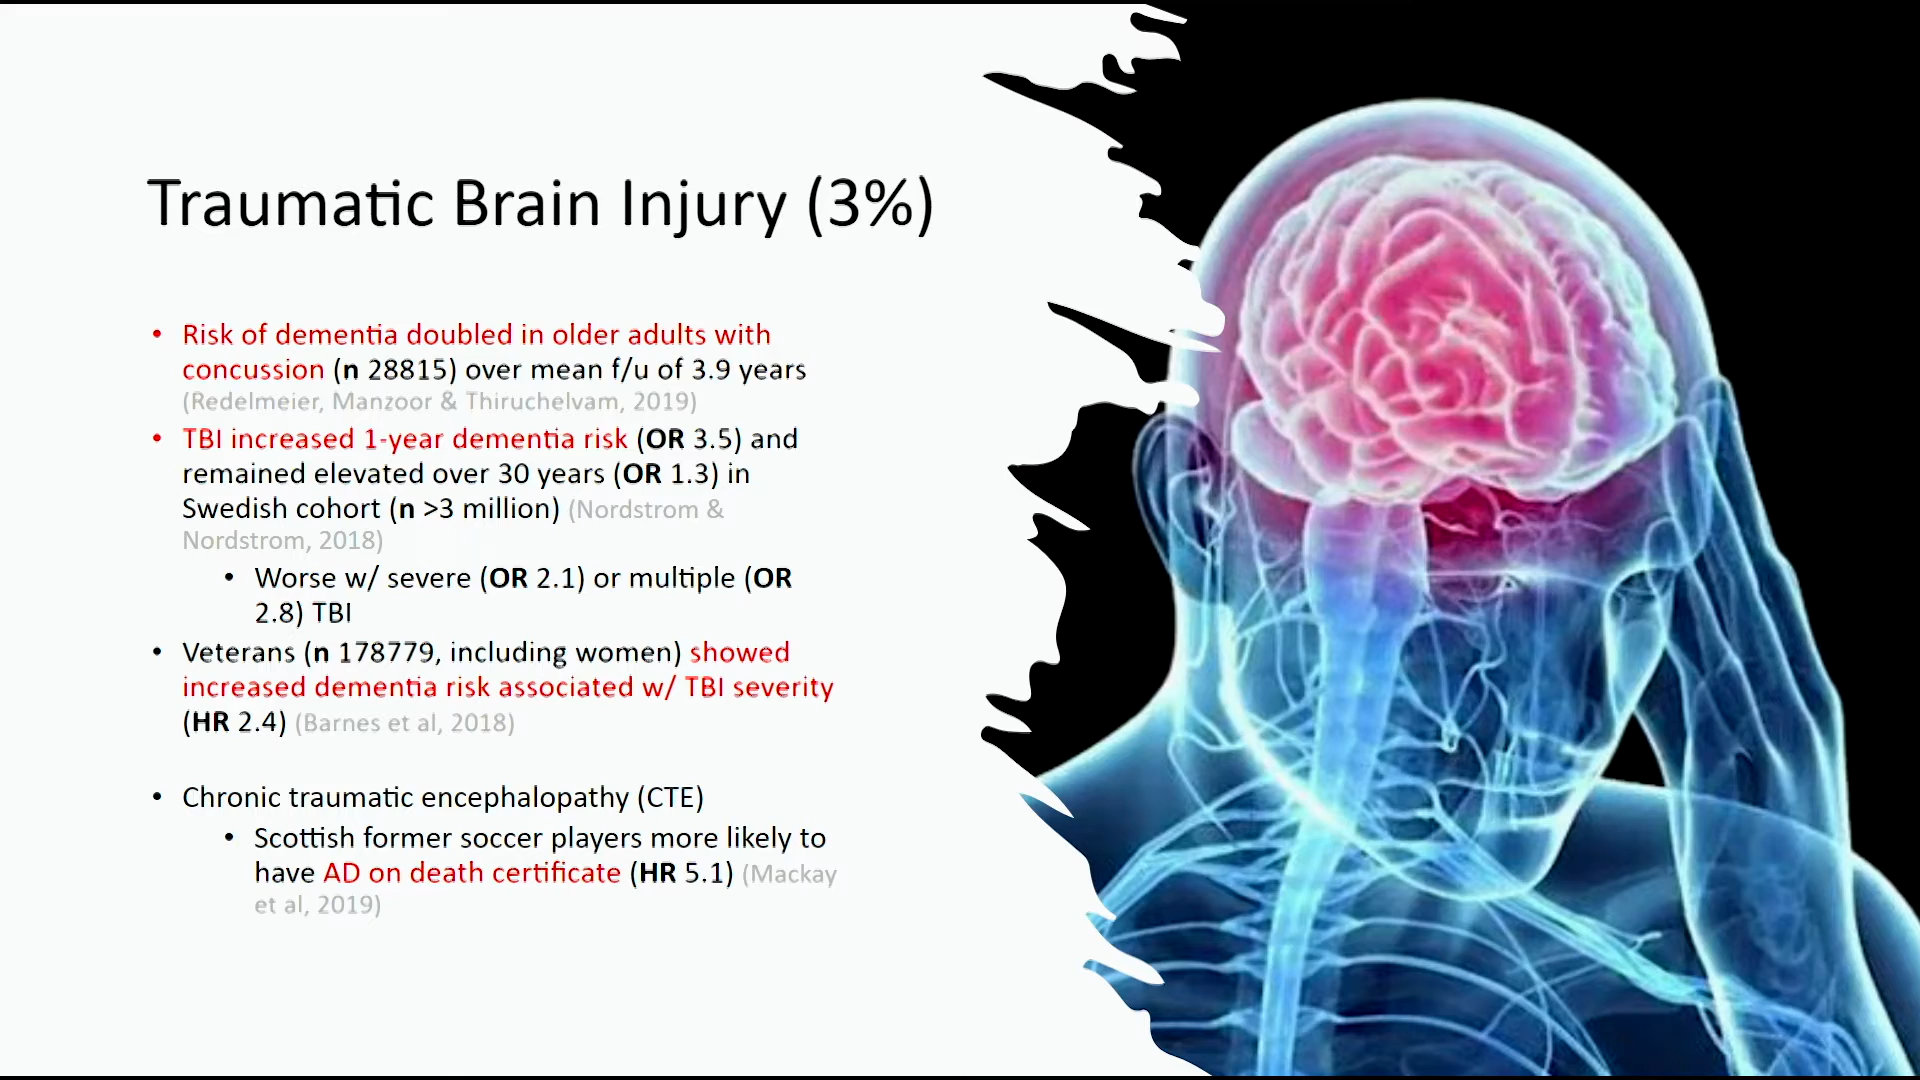 Traumatic Brain Injury (3%)
• Risk of dementia doubled in older adults with
concussion (n 28815) over mean f/u of 3.9 years
(Redelmeier, Manzoor & Thiruchelvam, 2019)
• TBI increased 1-year dementia risk (OR 3.5) and
remained elevated over 30 years (OR 1.3) in
Swedish cohort (n >3 million) (Nordstrom &
Nordstrom, 2018)
• Worse w/ severe (OR 2.1) or multiple (OR
2.8) TBI
• Veterans (n 178779, including women) showed
increased dementia risk associated w/ TBI severity
(HR 2.4) (Barnes et al, 2018)
• Chronic traumatic encephalopathy (CTE)
• Scottish former soccer players more likely to
have AD on death certificate (HR 5.1) (Mackay
et al, 2019)